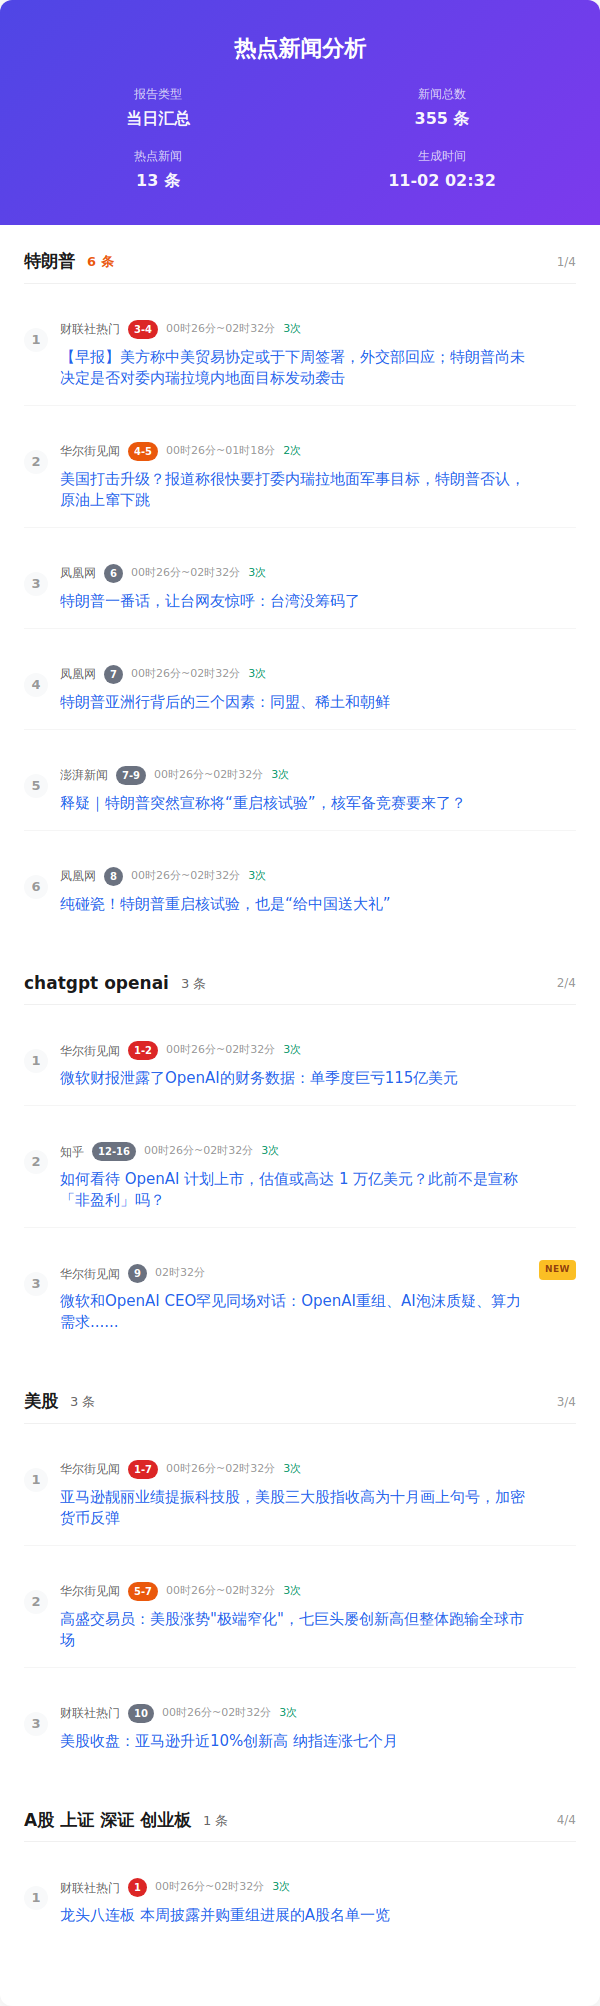 热点新闻分析
报告类型
新闻总数
当日汇总
355 条
热点新闻
生成时间
13 条
11-02 02:32
特朗普 6 条 1/4
1
财联社热门 3-4 00时26分~02时32分 3次
【早报】美方称中美贸易协定或于下周签署，外交部回应；特朗普尚未
决定是否对委内瑞拉境内地面目标发动袭击
2
华尔街见闻 4-5 00时26分~01时18分 2次
美国打击升级？报道称很快要打委内瑞拉地面军事目标，特朗普否认，
原油上窜下跳
3
凤凰网 6 00时26分~02时32分 3次
特朗普一番话，让台网友惊呼：台湾没筹码了
4
凤凰网 7 00时26分~02时32分 3次
特朗普亚洲行背后的三个因素：同盟、稀土和朝鲜
5
澎湃新闻 7-9 00时26分~02时32分 3次
释疑｜特朗普突然宣称将“重启核试验”，核军备竞赛要来了？
6
凤凰网 8 00时26分~02时32分 3次
纯碰瓷！特朗普重启核试验，也是“给中国送大礼”
chatgpt openai 3 条 2/4
1
华尔街见闻 1-2 00时26分~02时32分 3次
微软财报泄露了OpenAI的财务数据：单季度巨亏115亿美元
2
知乎 12-16 00时26分~02时32分 3次
如何看待 OpenAI 计划上市，估值或高达 1 万亿美元？此前不是宣称
「非盈利」吗？
3
华尔街见闻 9 02时32分 NEW
微软和OpenAI CEO罕见同场对话：OpenAI重组、AI泡沫质疑、算力
需求……
美股 3 条 3/4
1
华尔街见闻 1-7 00时26分~02时32分 3次
亚马逊靓丽业绩提振科技股，美股三大股指收高为十月画上句号，加密
货币反弹
2
华尔街见闻 5-7 00时26分~02时32分 3次
高盛交易员：美股涨势"极端窄化"，七巨头屡创新高但整体跑输全球市
场
3
财联社热门 10 00时26分~02时32分 3次
美股收盘：亚马逊升近10%创新高 纳指连涨七个月
A股 上证 深证 创业板 1 条 4/4
1
财联社热门 1 00时26分~02时32分 3次
龙头八连板 本周披露并购重组进展的A股名单一览